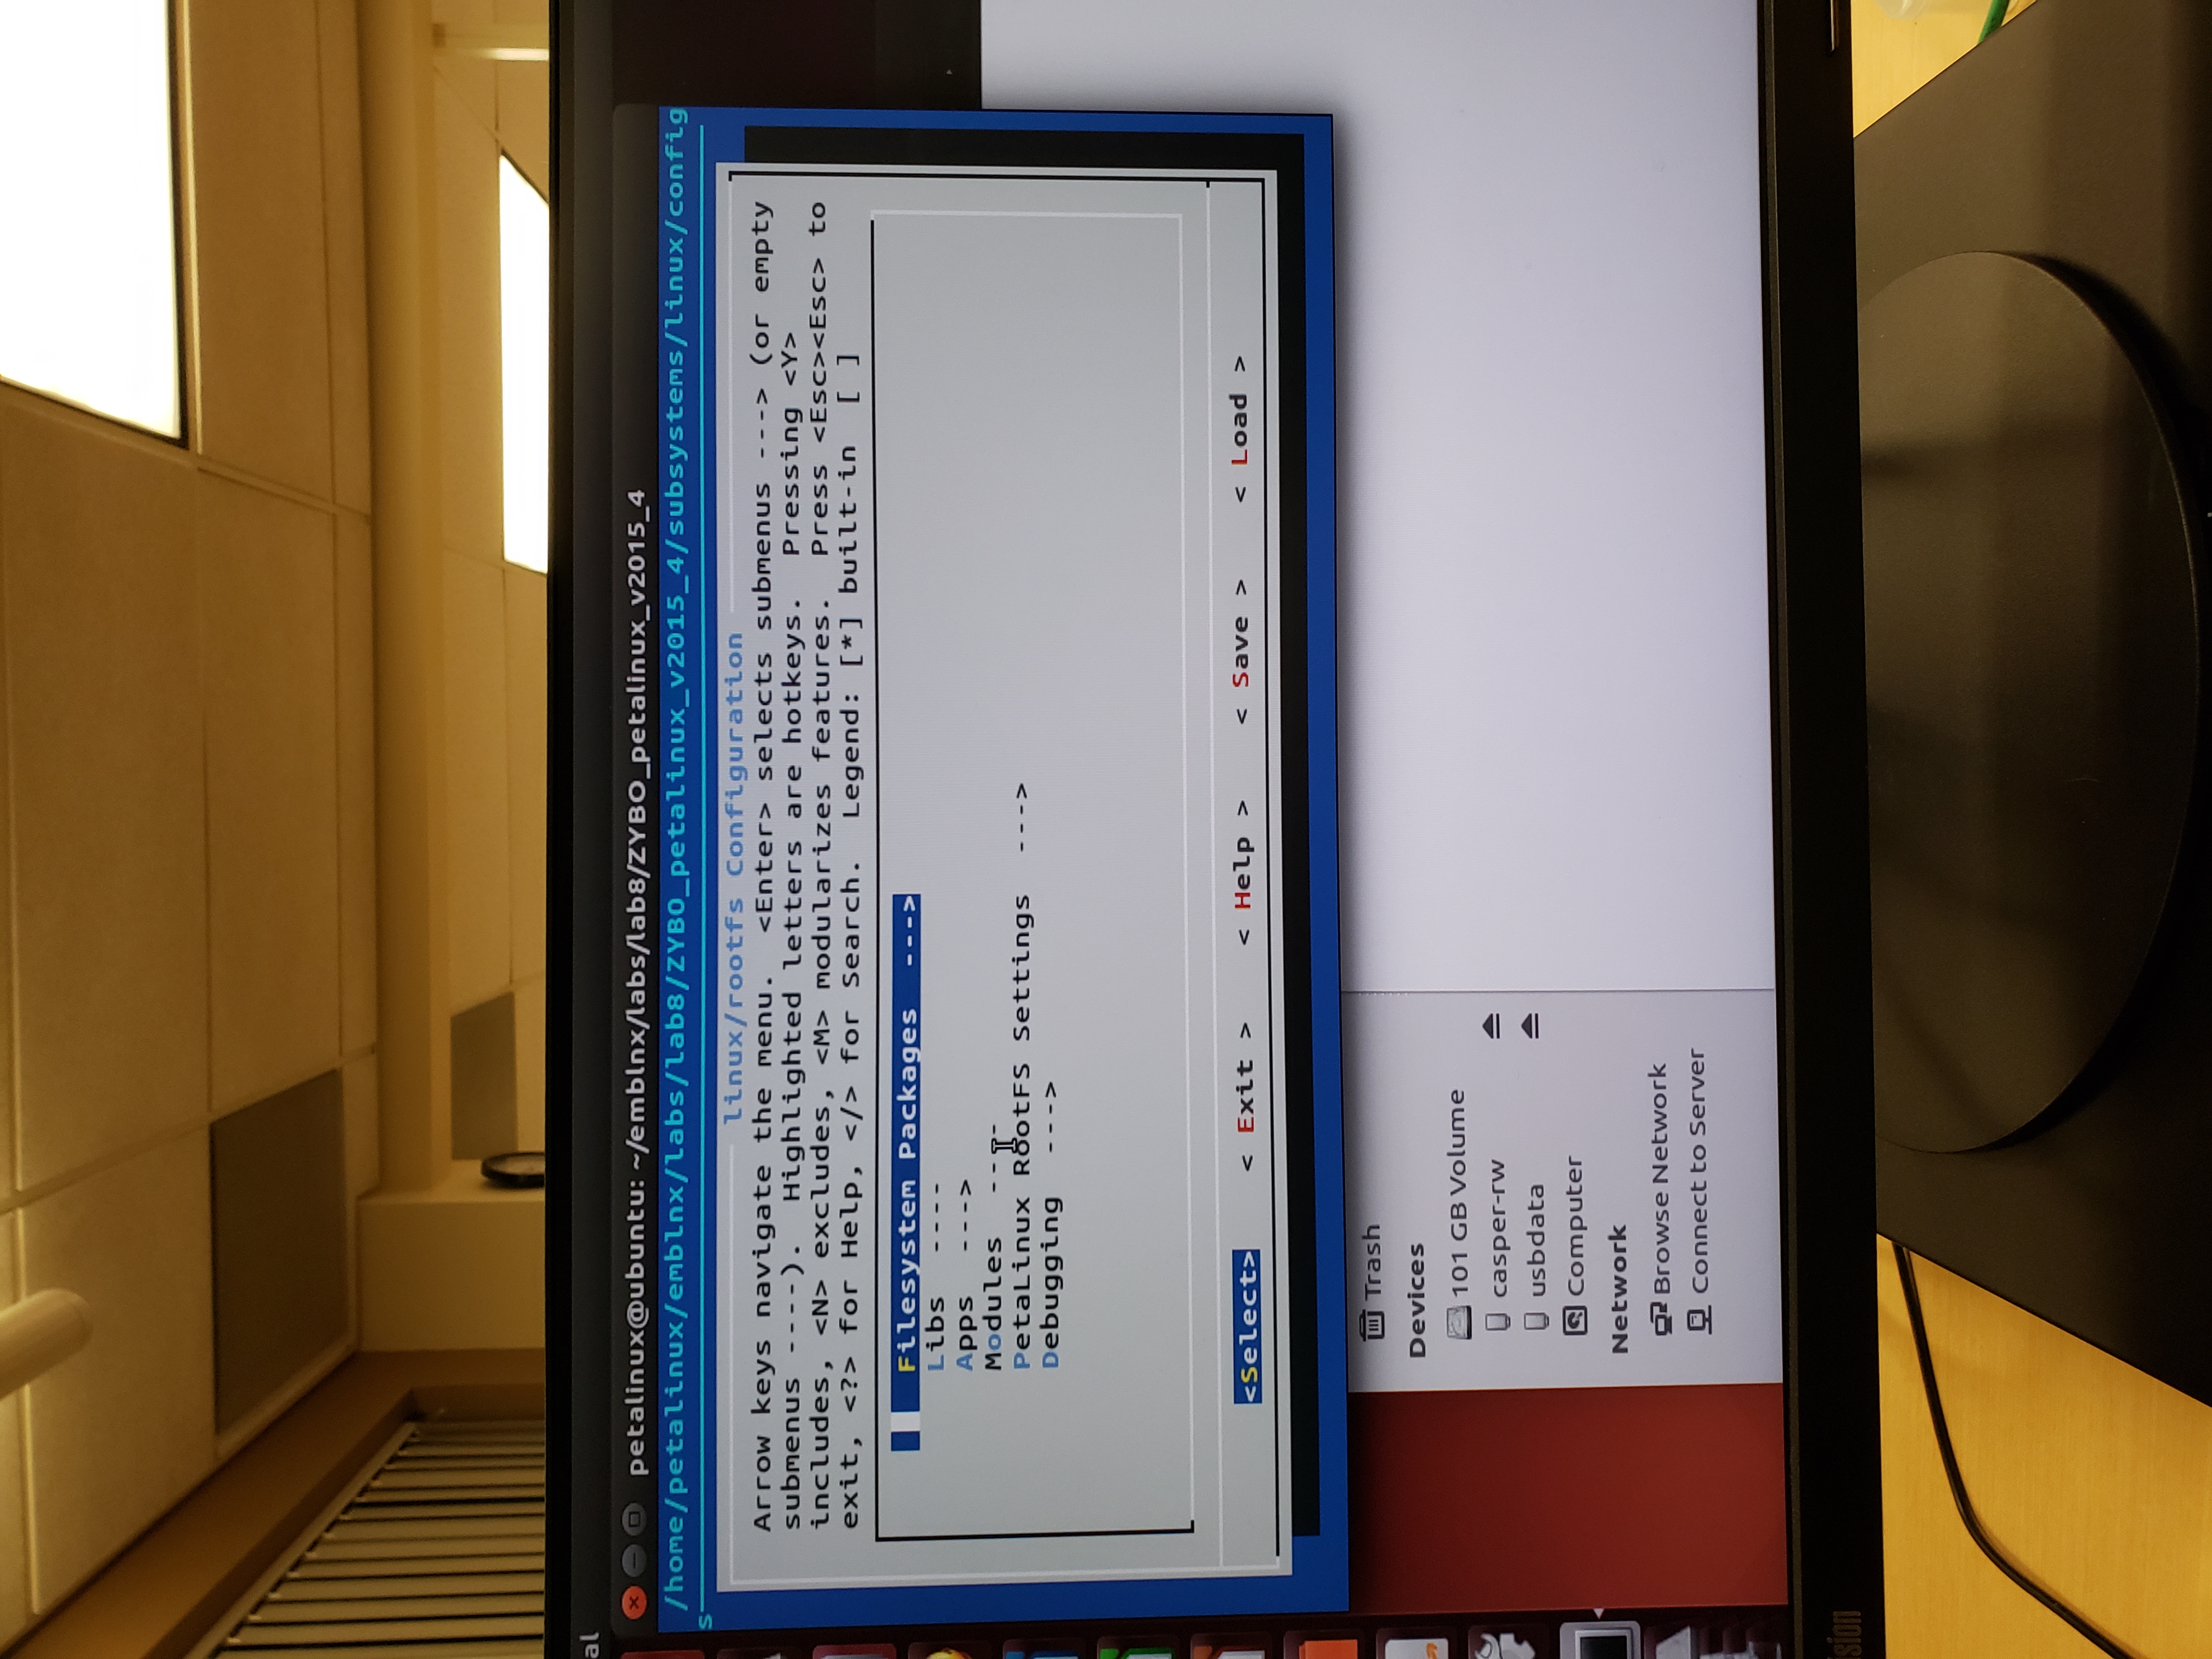 al
petalinux@ubuntu: ~/emblnx/labs/lab8/ZYBO_petalinux_v2015_4
/home/petalinux/emblnx/labs/lab8/ZYBO_petalinux_v2015_4/subsystems/linux/config
s
linux/rootfs Configuration
Arrow keys navigate the menu. <Enter> selects submenus ---> (or empty
submenus ----). Highlighted letters are hotkeys. Pressing <Y>
includes, <N> excludes, <M> modularizes features. Press <Esc><Esc> to
exit, <?> for Help, </> for Search. Legend: [*] built-in [ ]
Filesystem Packages --->
Libs ----
Apps --->
Modules ----
PetaLinux RootFS Settings --->
Debugging --->
<Select> < Exit > < Help > < Save > < Load >
Trash
Devices
101 GB Volume
casper-rw
usbdata
Computer
Network
Browse Network
Connect to Server
ision